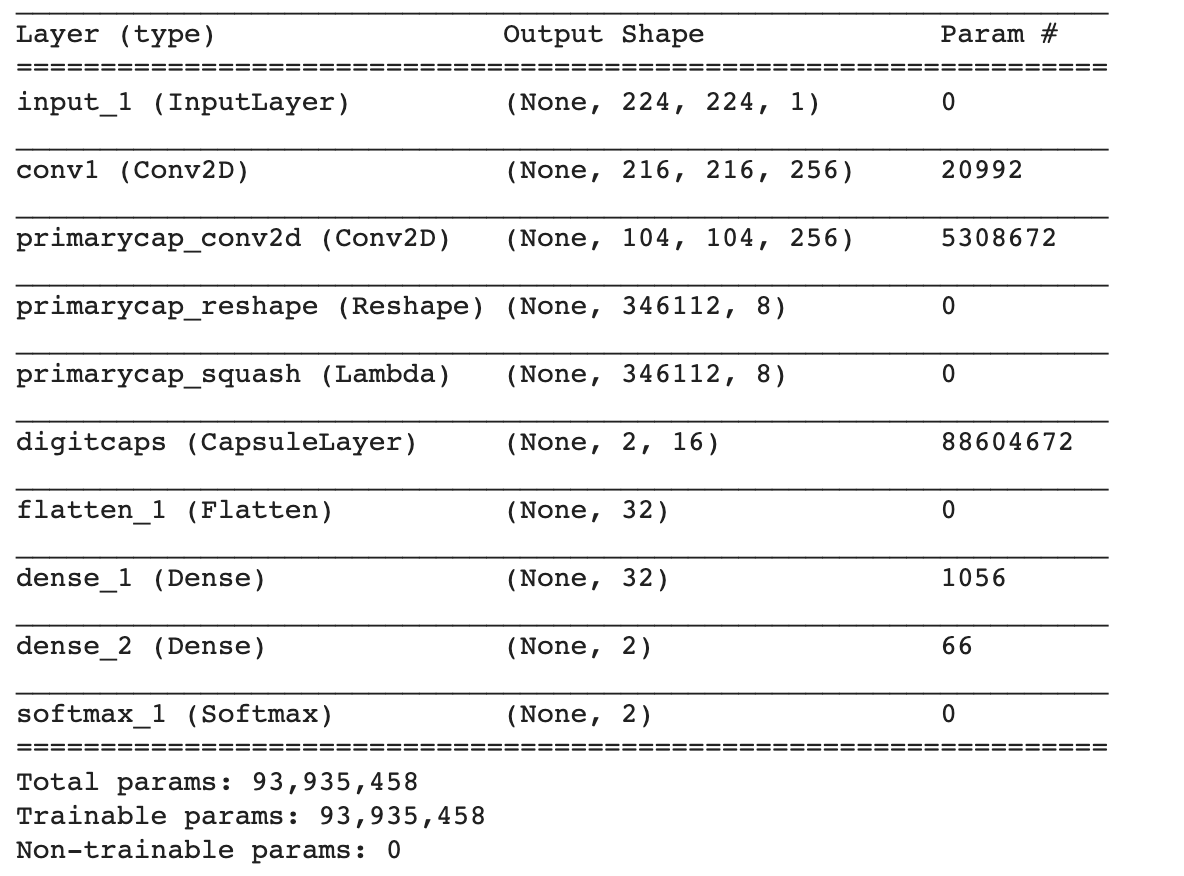 Layer (type) Output Shape Param #
=================================================================
input_1 (InputLayer) (None, 224, 224, 1) 0
conv1 (Conv2D) (None, 216, 216, 256) 20992
primarycap_conv2d (Conv2D) (None, 104, 104, 256) 5308672
primarycap_reshape (Reshape) (None, 346112, 8) 0
primarycap_squash (Lambda) (None, 346112, 8) 0
digitcaps (CapsuleLayer) (None, 2, 16) 88604672
flatten_1 (Flatten) (None, 32) 0
dense_1 (Dense) (None, 32) 1056
dense_2 (Dense) (None, 2) 66
softmax_1 (Softmax) (None, 2) 0
=================================================================
Total params: 93,935,458
Trainable params: 93,935,458
Non-trainable params: 0